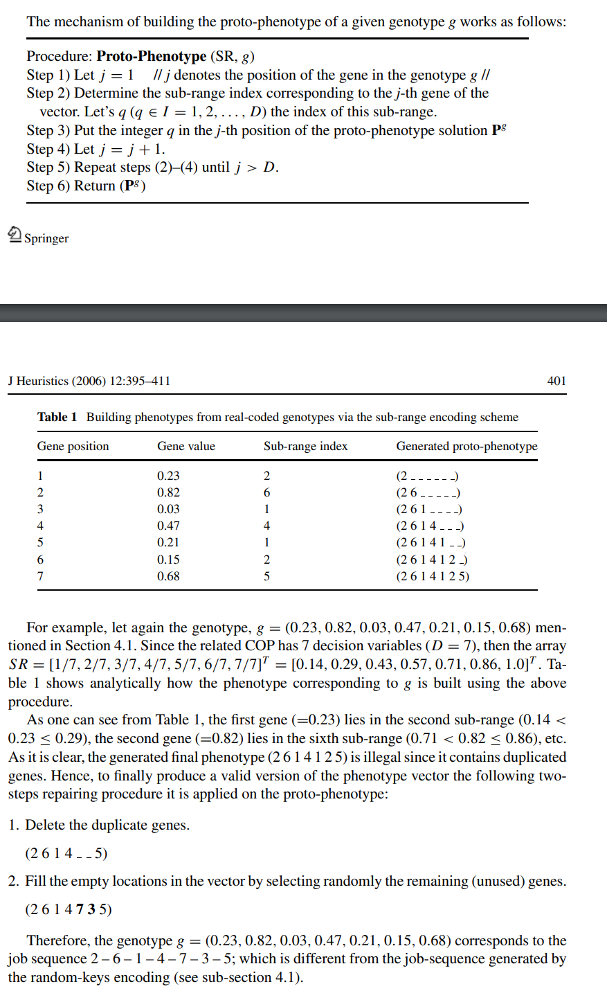 The mechanism of building the proto-phenotype of a given genotype g works as follows:
Procedure: Proto-Phenotype (SR, g)
Step 1) Let j = 1 // j denotes the position of the gene in the genotype g //
Step 2) Determine the sub-range index corresponding to the j-th gene of the
vector. Let's q (q ∈ I = 1, 2, . . . , D) the index of this sub-range.
Step 3) Put the integer q in the j-th position of the proto-phenotype solution P^g
Step 4) Let j = j + 1.
Step 5) Repeat steps (2)–(4) until j > D.
Step 6) Return (P^g)
Springer
J Heuristics (2006) 12:395–411 401
Table 1 Building phenotypes from real-coded genotypes via the sub-range encoding scheme
Gene position Gene value Sub-range index Generated proto-phenotype
1 0.23 2 (2 _ _ _ _ _ _)
2 0.82 6 (2 6 _ _ _ _ _)
3 0.03 1 (2 6 1 _ _ _ _)
4 0.47 4 (2 6 1 4 _ _ _)
5 0.21 1 (2 6 1 4 1 _ _)
6 0.15 2 (2 6 1 4 1 2 _)
7 0.68 5 (2 6 1 4 1 2 5)
For example, let again the genotype, g = (0.23, 0.82, 0.03, 0.47, 0.21, 0.15, 0.68) men-
tioned in Section 4.1. Since the related COP has 7 decision variables (D = 7), then the array
SR = [1/7, 2/7, 3/7, 4/7, 5/7, 6/7, 7/7]^T = [0.14, 0.29, 0.43, 0.57, 0.71, 0.86, 1.0]^T. Ta-
ble 1 shows analytically how the phenotype corresponding to g is built using the above
procedure.
As one can see from Table 1, the first gene (=0.23) lies in the second sub-range (0.14 <
0.23 ≤ 0.29), the second gene (=0.82) lies in the sixth sub-range (0.71 < 0.82 ≤ 0.86), etc.
As it is clear, the generated final phenotype (2 6 1 4 1 2 5) is illegal since it contains duplicated
genes. Hence, to finally produce a valid version of the phenotype vector the following two-
steps repairing procedure it is applied on the proto-phenotype:
1. Delete the duplicate genes.
(2 6 1 4 _ _ 5)
2. Fill the empty locations in the vector by selecting randomly the remaining (unused) genes.
(2 6 1 4 7 3 5)
Therefore, the genotype g = (0.23, 0.82, 0.03, 0.47, 0.21, 0.15, 0.68) corresponds to the
job sequence 2 – 6 – 1 – 4 – 7 – 3 – 5; which is different from the job-sequence generated by
the random-keys encoding (see sub-section 4.1).